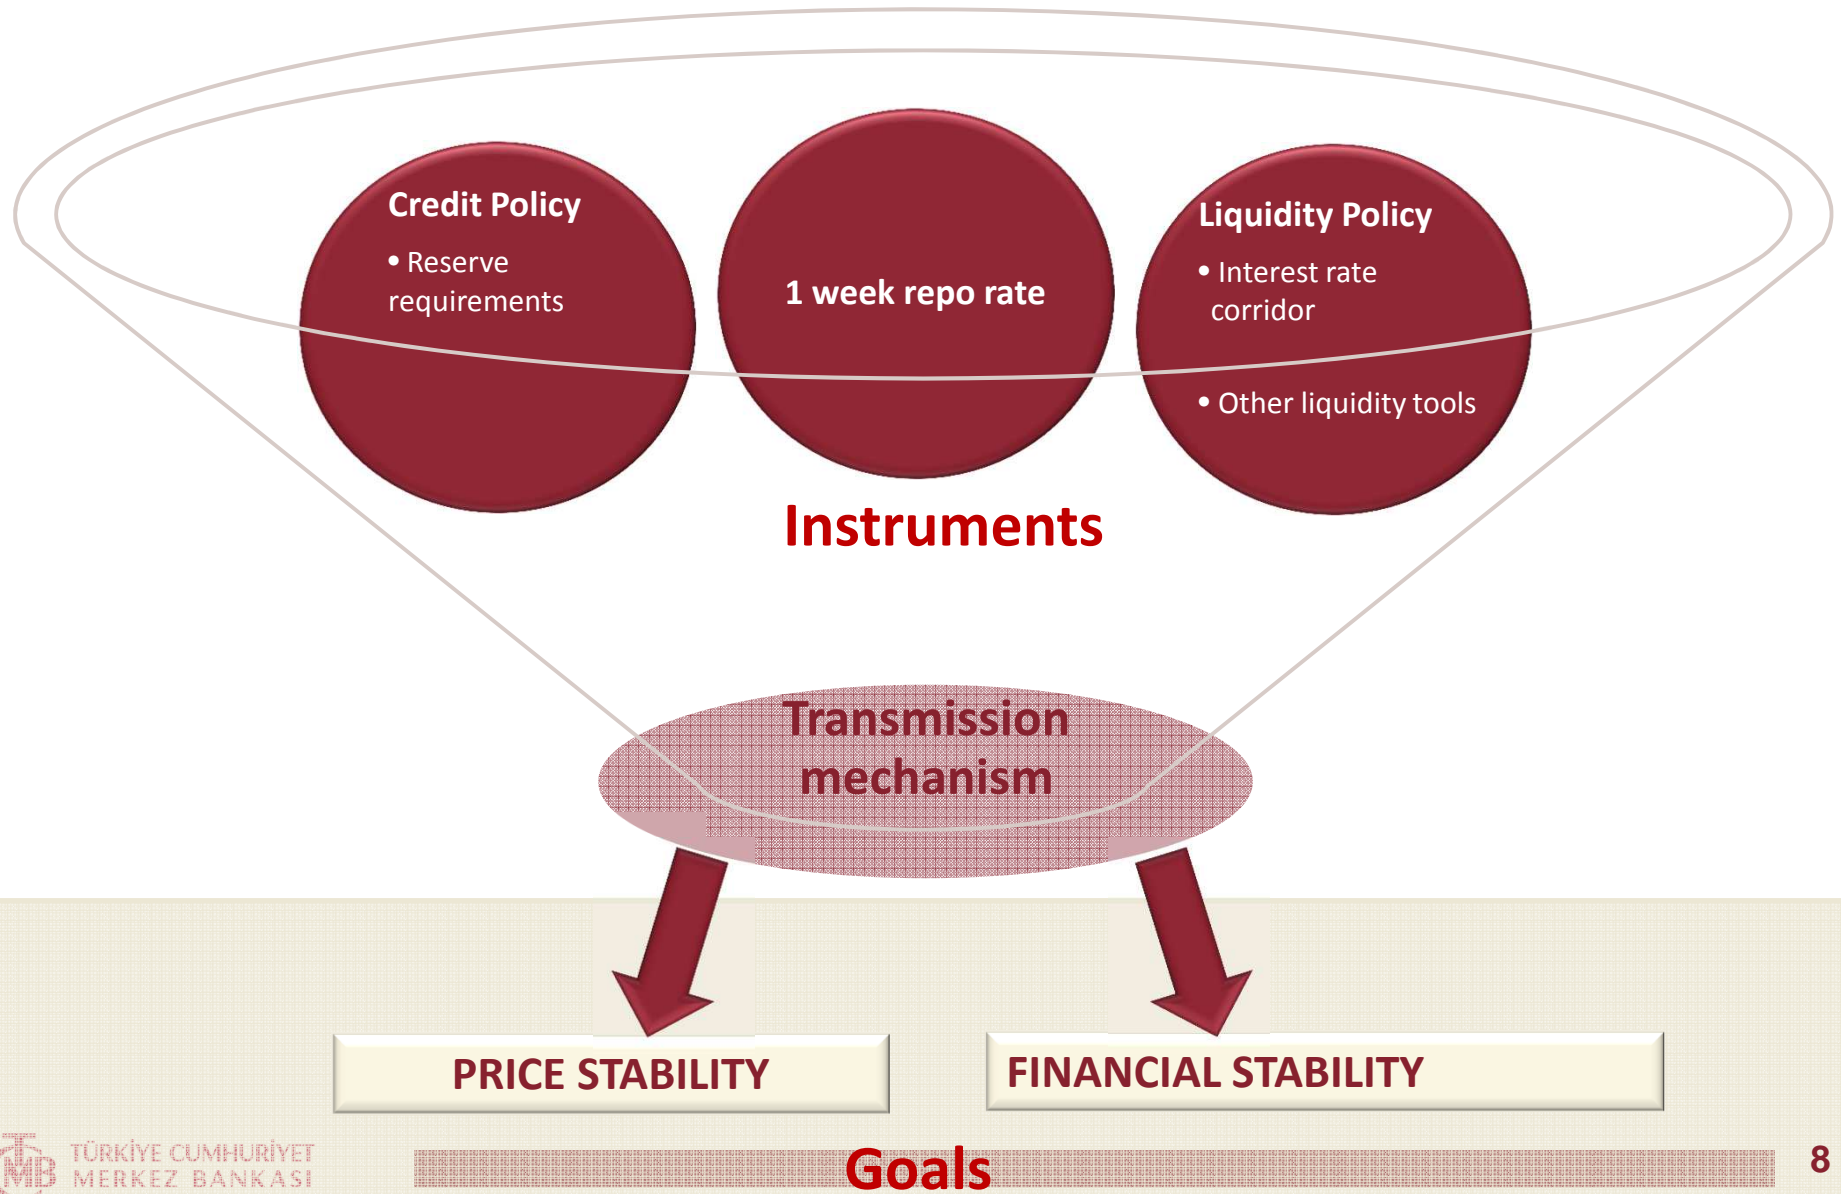 Credit Policy
• Reserve
requirements
1 week repo rate
Liquidity Policy
• Interest rate
corridor
• Other liquidity tools
Instruments
Transmission
mechanism
PRICE STABILITY
FINANCIAL STABILITY
TÜRKİYE CUMHURİYET
MERKEZ BANKASI
Goals
8